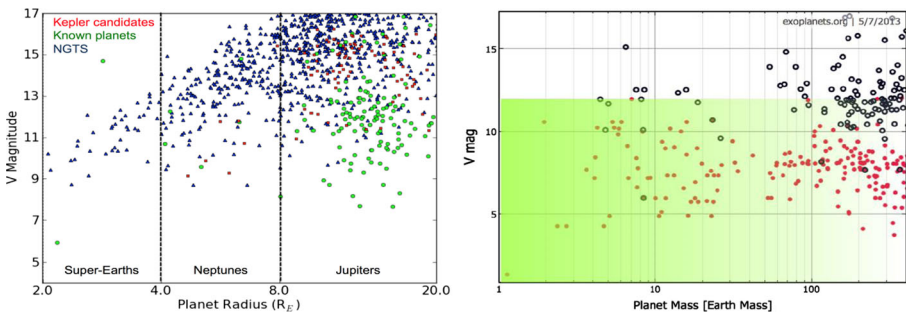 Kepler candidates
Known planets
NGTS
17
15
13
11
9
7
5
4
V Magnitude
Super-Earths
Neptunes
Jupiters
2.0
4.0
8.0
20.0
Planet Radius (R_E)
exoplanets.org | 5/7/2013
15
10
5
V mag
1
10
100
Planet Mass [Earth Mass]